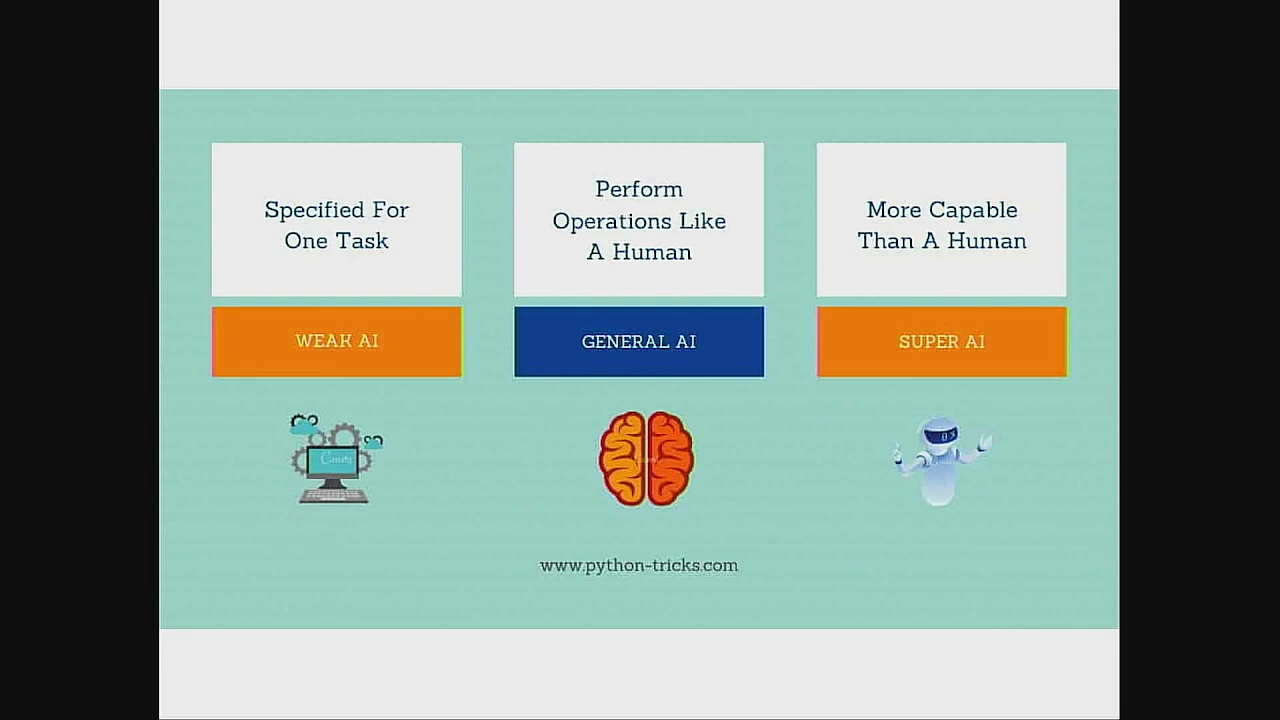 Specified For
One Task
WEAK AI
Perform
Operations Like
A Human
GENERAL AI
More Capable
Than A Human
SUPER AI
Canva
www.python-tricks.com